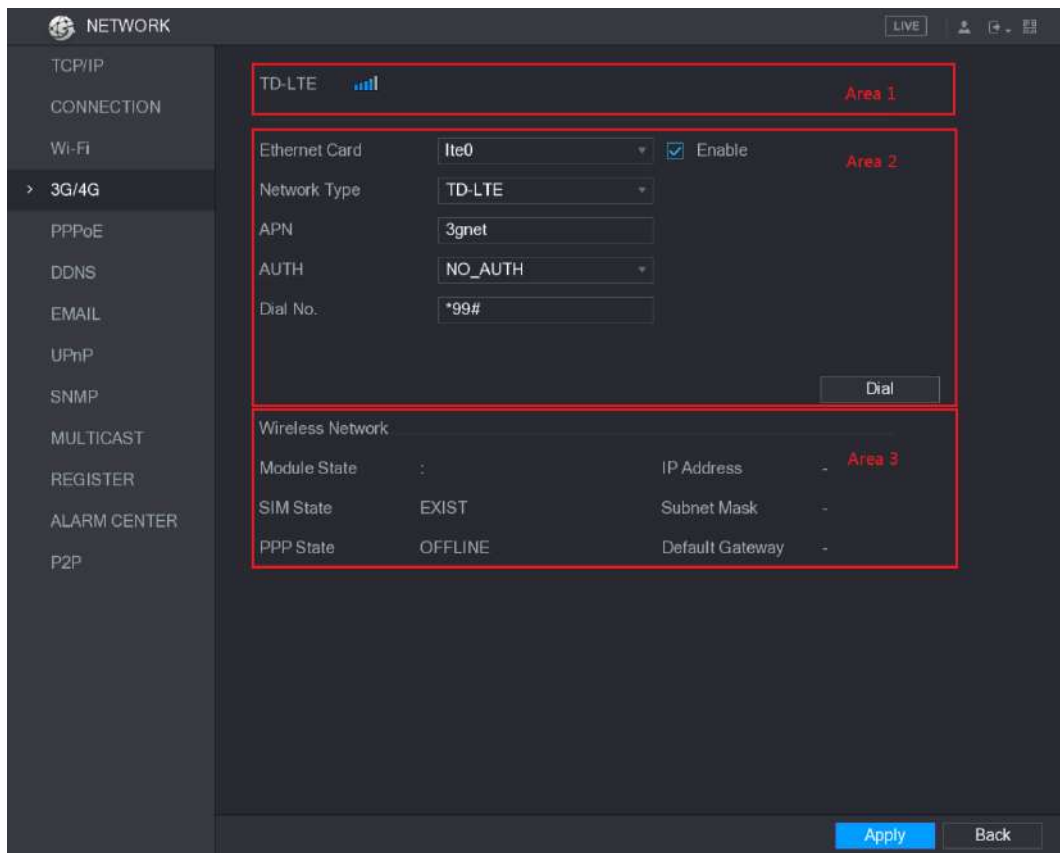 NETWORK
LIVE
TCP/IP
CONNECTION
Wi-Fi
> 3G/4G
PPPoE
DDNS
EMAIL
UPnP
SNMP
MULTICAST
REGISTER
ALARM CENTER
P2P
TD-LTE
Area 1
Ethernet Card lte0 Enable
Area 2
Network Type TD-LTE
APN 3gnet
AUTH NO_AUTH
Dial No. *99#
Dial
Wireless Network
Area 3
Module State : IP Address -
SIM State EXIST Subnet Mask -
PPP State OFFLINE Default Gateway -
Apply Back